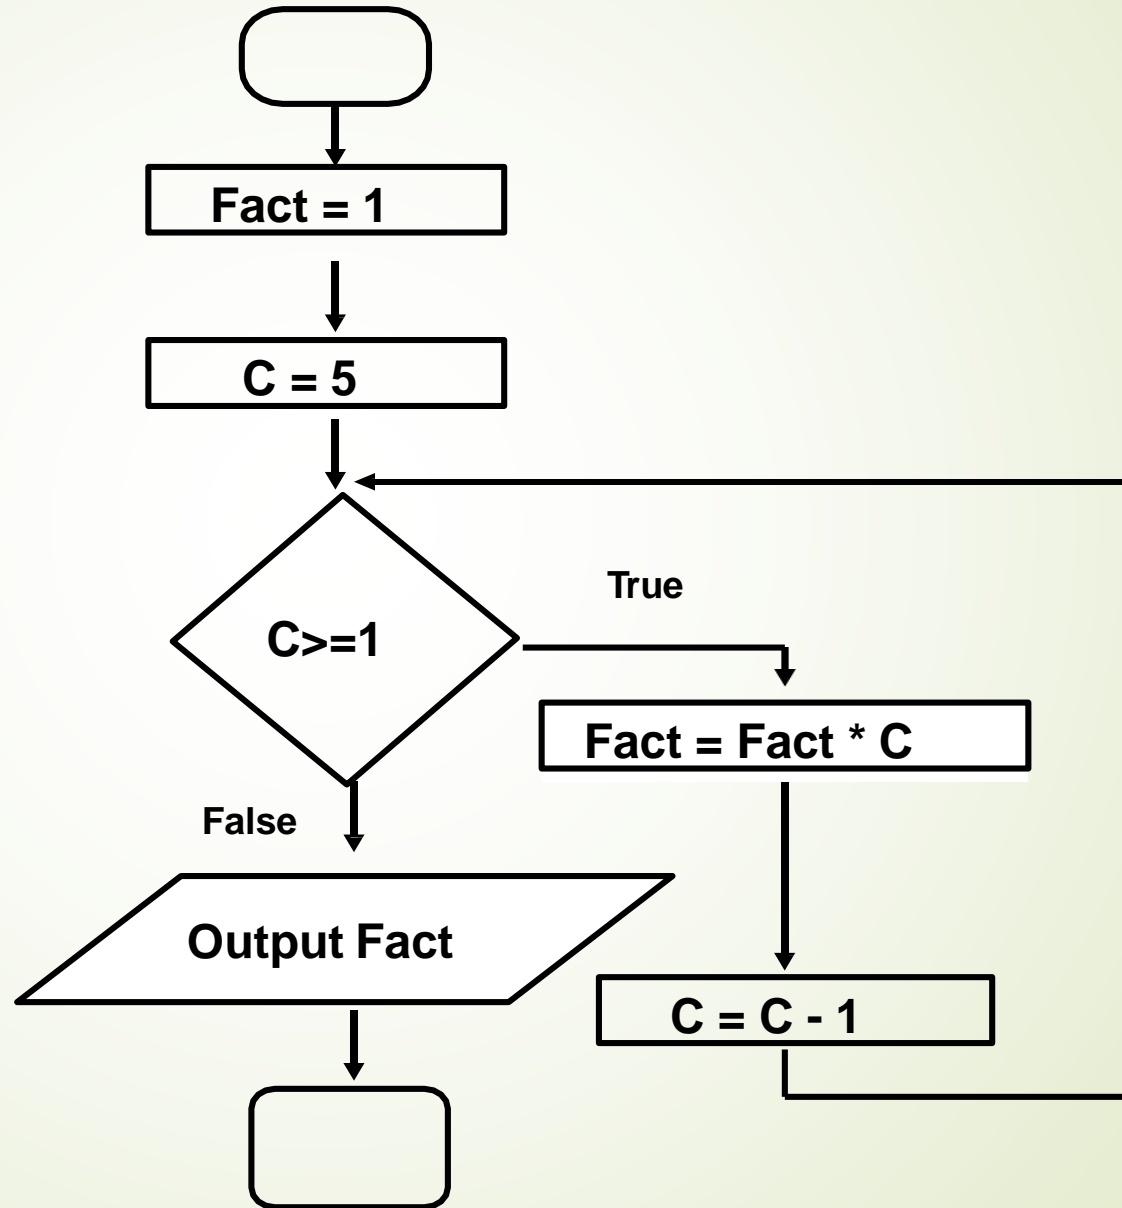 Fact = 1
C = 5
True
C>=1
Fact = Fact * C
False
Output Fact
C = C - 1